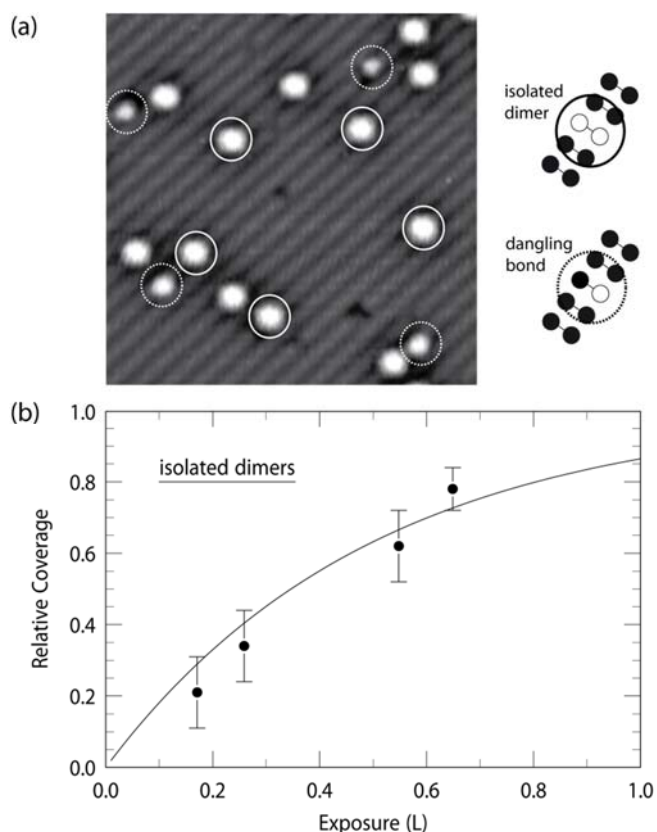 (a)
isolated
dimer
dangling
bond
(b)
1.0
isolated dimers
0.8
0.6
0.4
0.2
0.0
Relative Coverage
0.0 0.2 0.4 0.6 0.8 1.0
Exposure (L)